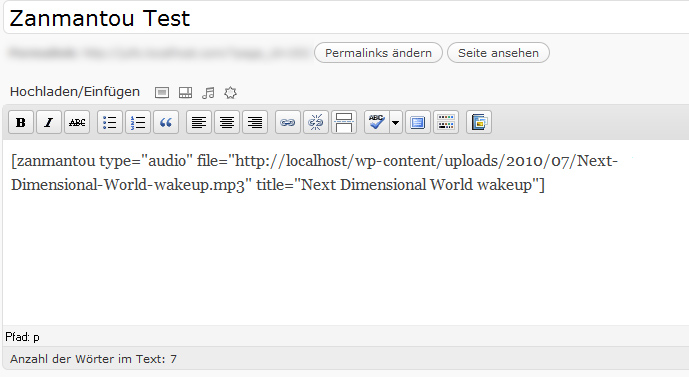 Zanmantou Test
Permalinks ändern Seite ansehen
Hochladen/Einfügen
B I ABC ABC
[zanmantou type="audio" file="http://localhost/wp-content/uploads/2010/07/Next-
Dimensional-World-wakeup.mp3" title="Next Dimensional World wakeup"]
Pfad: p
Anzahl der Wörter im Text: 7